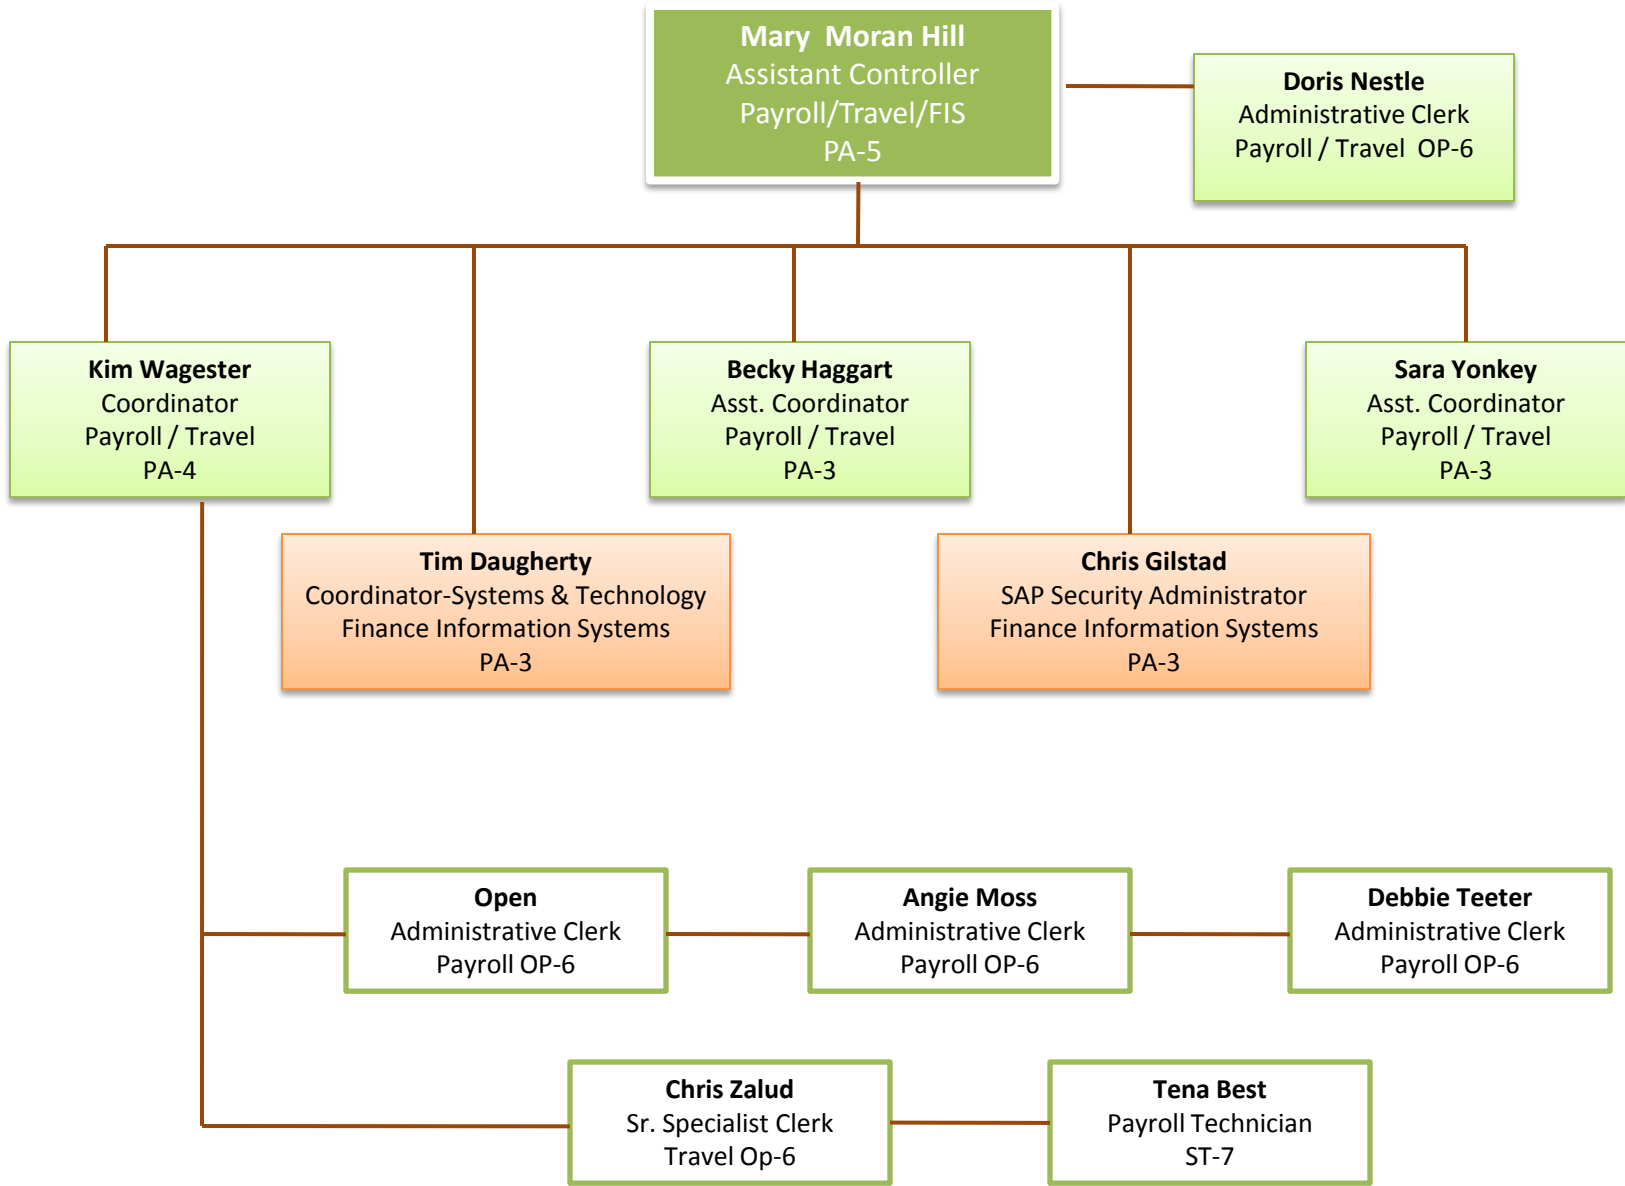 Mary  Moran Hill
Assistant Controller
Payroll/Travel/FIS
PA-5
Doris Nestle
Administrative Clerk
Payroll / Travel  OP-6
Kim Wagester
Coordinator
Payroll / Travel
PA-4
Becky Haggart
Asst. Coordinator
Payroll / Travel
PA-3
Sara Yonkey
Asst. Coordinator
Payroll / Travel
PA-3
Tim Daugherty
Coordinator-Systems & Technology
Finance Information Systems
PA-3
Chris Gilstad
SAP Security Administrator
Finance Information Systems
PA-3
Open
Administrative Clerk
Payroll OP-6
Angie Moss
Administrative Clerk
Payroll OP-6
Debbie Teeter
Administrative Clerk
Payroll OP-6
Chris Zalud
Sr. Specialist Clerk
Travel Op-6
Tena Best
Payroll Technician
ST-7